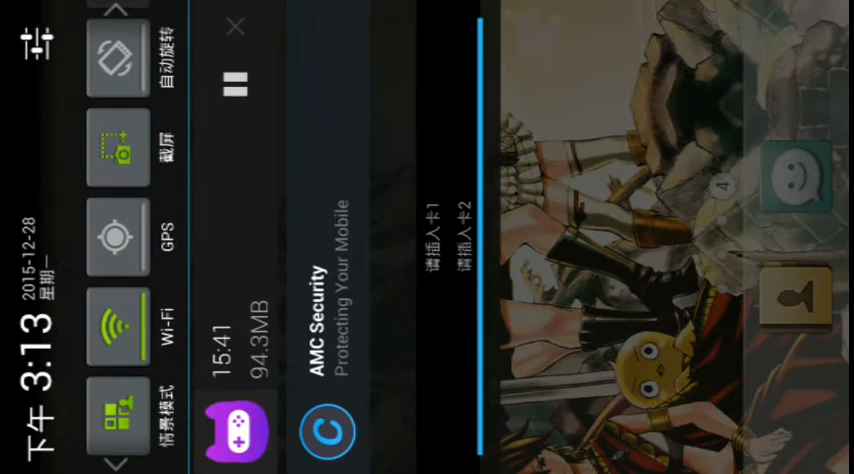 下午 3:13
2015-12-28
星期一
情景模式
Wi-Fi
GPS
截屏
自动旋转
15:41
94.3MB
AMC Security
Protecting Your Mobile
请插入卡1
请插入卡2
4